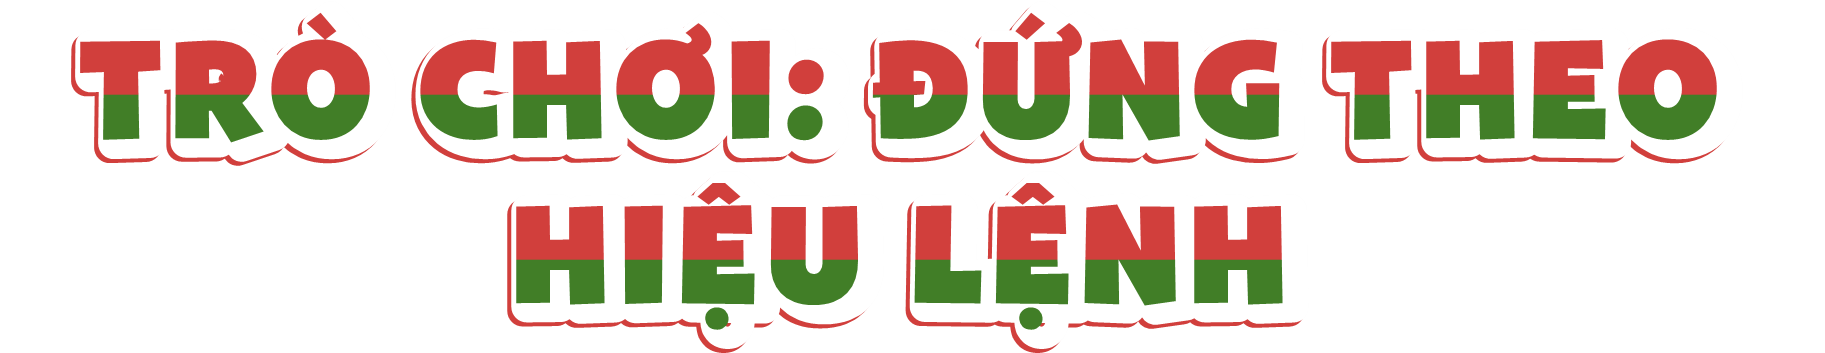 TRÒ CHƠI: ĐỨNG THEO
HIỆU LỆNH